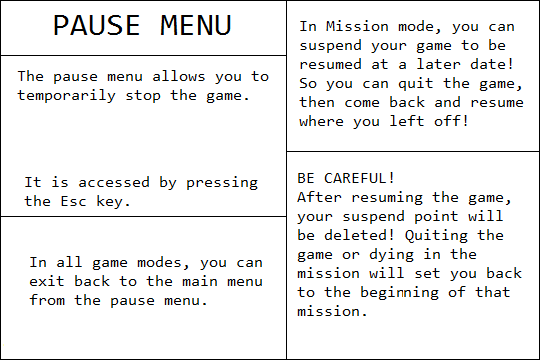 PAUSE MENU
The pause menu allows you to
temporarily stop the game.
It is accessed by pressing
the Esc key.
In all game modes, you can
exit back to the main menu
from the pause menu.
In Mission mode, you can
suspend your game to be
resumed at a later date!
So you can quit the game,
then come back and resume
where you left off!
BE CAREFUL!
After resuming the game,
your suspend point will
be deleted! Quiting the
game or dying in the
mission will set you back
to the beginning of that
mission.